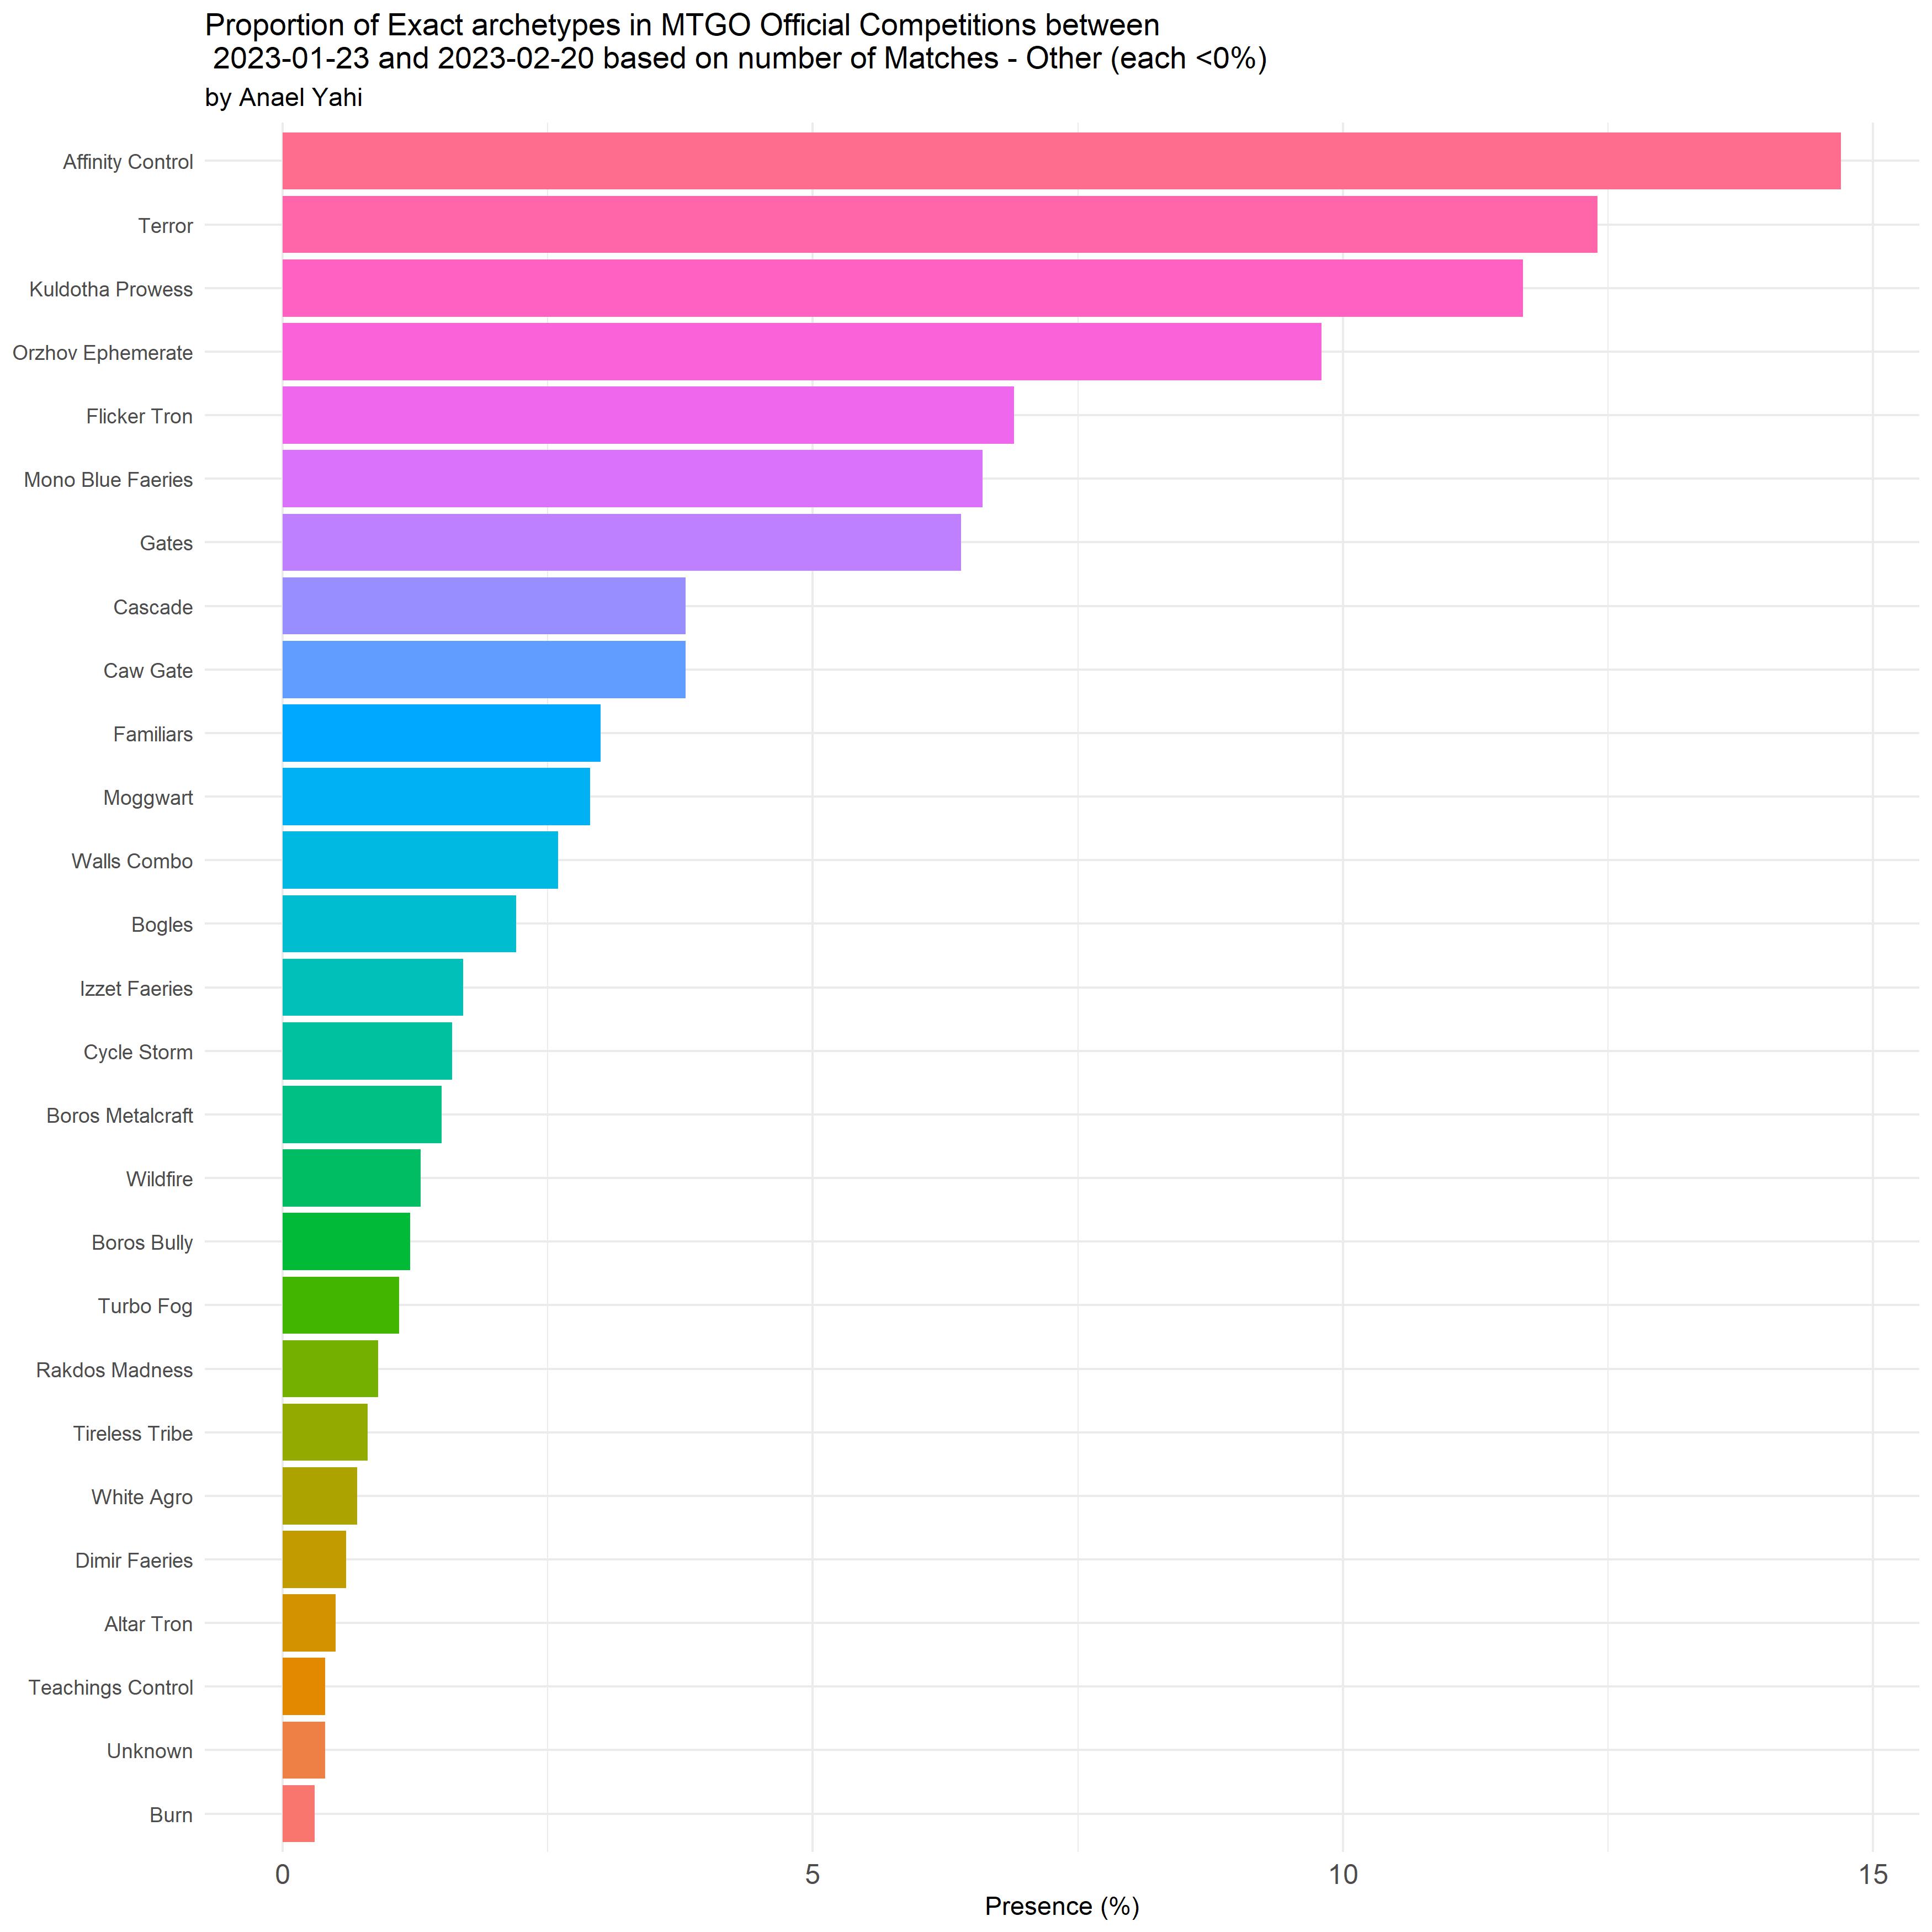 Proportion of Exact archetypes in MTGO Official Competitions between
2023-01-23 and 2023-02-20 based on number of Matches - Other (each <0%)
by Anael Yahi
Affinity Control
Terror
Kuldotha Prowess
Orzhov Ephemerate
Flicker Tron
Mono Blue Faeries
Gates
Cascade
Caw Gate
Familiars
Moggwart
Walls Combo
Bogles
Izzet Faeries
Cycle Storm
Boros Metalcraft
Wildfire
Boros Bully
Turbo Fog
Rakdos Madness
Tireless Tribe
White Agro
Dimir Faeries
Altar Tron
Teachings Control
Unknown
Burn
0 5 10 15
Presence (%)